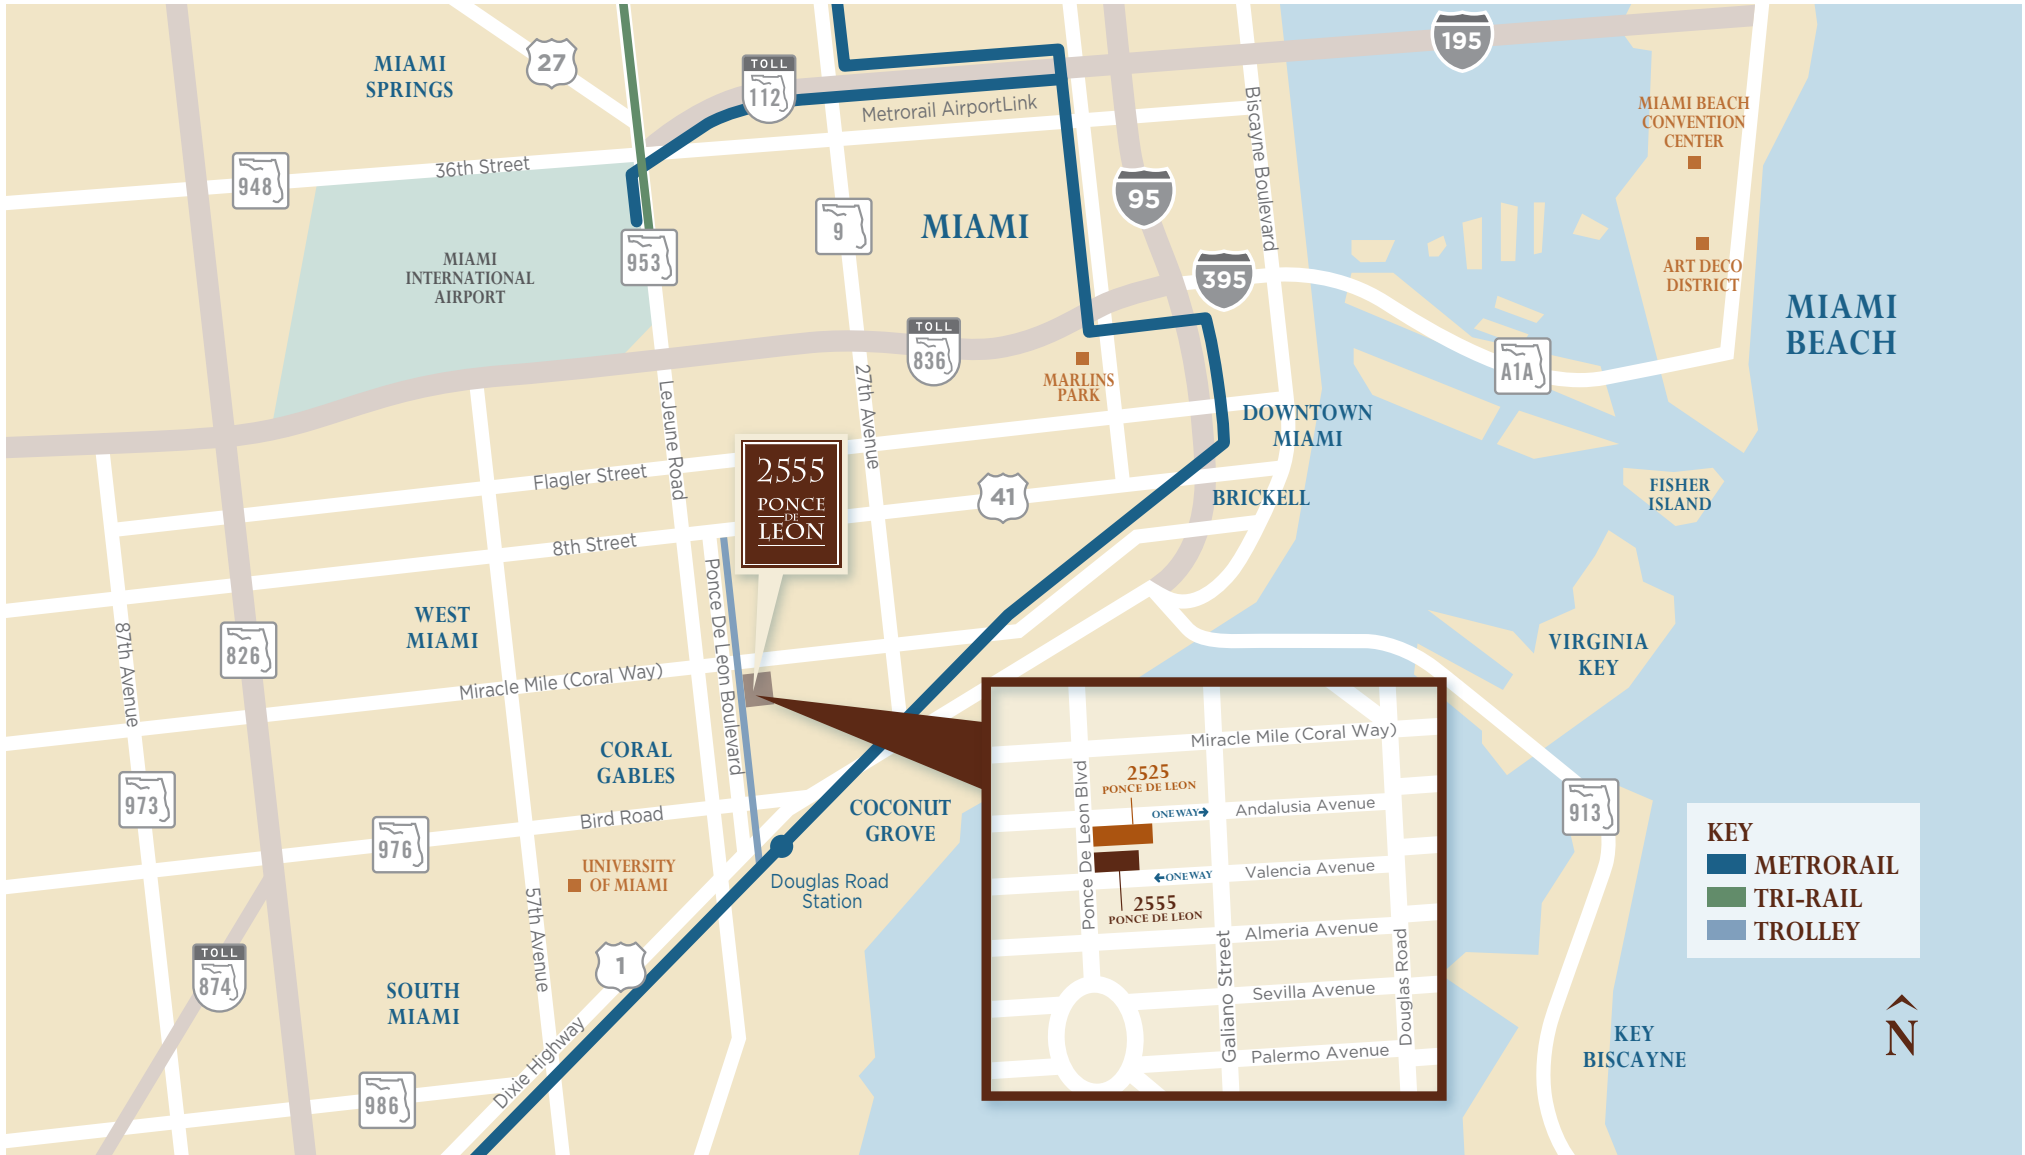 MIAMI
SPRINGS
27
TOLL
112
Metrorail AirportLink
195
MIAMI BEACH
CONVENTION
CENTER
Biscayne Boulevard
36th Street
948
95
9
MIAMI
MIAMI
INTERNATIONAL
AIRPORT
953
395
ART DECO
DISTRICT
MIAMI
BEACH
TOLL
836
A1A
MARLINS
PARK
LeJeune Road
27th Avenue
DOWNTOWN
MIAMI
2555
PONCE
DE
LEON
Flagler Street
41
BRICKELL
FISHER
ISLAND
8th Street
Ponce De Leon Boulevard
WEST
MIAMI
87th Avenue
826
VIRGINIA
KEY
Miracle Mile (Coral Way)
CORAL
GABLES
973
976
Bird Road
COCONUT
GROVE
UNIVERSITY
OF MIAMI
Douglas Road
Station
57th Avenue
1
TOLL
874
SOUTH
MIAMI
Dixie Highway
986
Miracle Mile (Coral Way)
Ponce De Leon Blvd
2525
PONCE DE LEON
ONE WAY
Andalusia Avenue
ONE WAY
Valencia Avenue
2555
PONCE DE LEON
Almeria Avenue
Galiano Street
Douglas Road
Sevilla Avenue
Palermo Avenue
913
KEY
METRORAIL
TRI-RAIL
TROLLEY
KEY
BISCAYNE
N